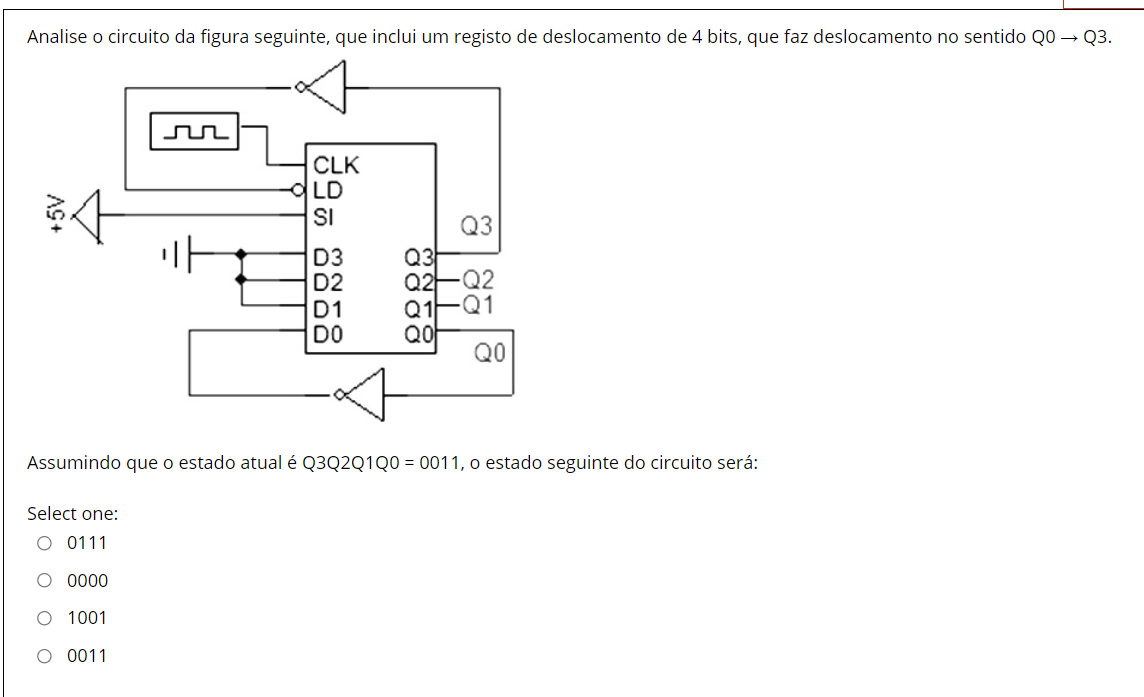 Analise o circuito da figura seguinte, que inclui um registo de deslocamento de 4 bits, que faz deslocamento no sentido Q0 → Q3.
CLK
LD
+5V
SI
Q3
D3 Q3
D2 Q2 Q2
D1 Q1 Q1
D0 Q0
Q0
Assumindo que o estado atual é Q3Q2Q1Q0 = 0011, o estado seguinte do circuito será:
Select one:
0111
0000
1001
0011